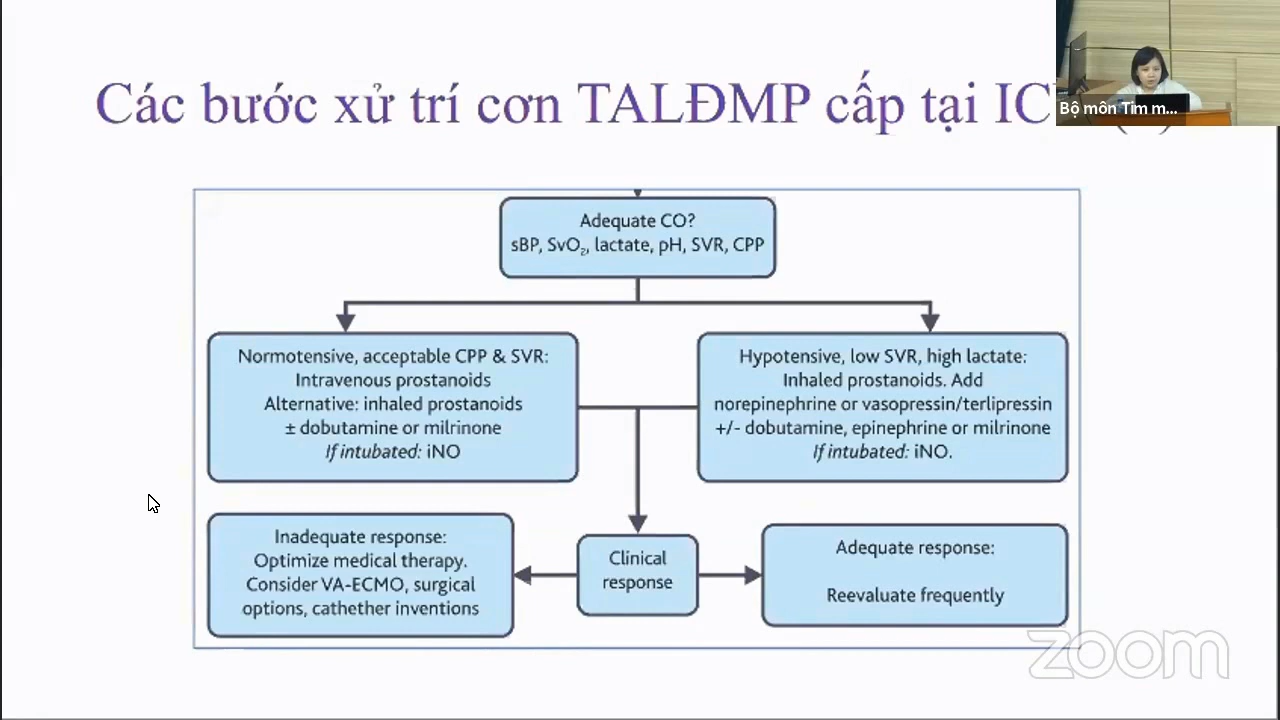 Các bước xử trí cơn TALĐMP cấp tại IC
Bộ môn Tim m...
Adequate CO?
sBP, SvO₂, lactate, pH, SVR, CPP
Normotensive, acceptable CPP & SVR:
Intravenous prostanoids
Alternative: inhaled prostanoids
± dobutamine or milrinone
If intubated: iNO
Hypotensive, low SVR, high lactate:
Inhaled prostanoids. Add
norepinephrine or vasopressin/terlipressin
+/- dobutamine, epinephrine or milrinone
If intubated: iNO.
Inadequate response:
Optimize medical therapy.
Consider VA-ECMO, surgical
options, cathether inventions
Clinical
response
Adequate response:
Reevaluate frequently
zoom